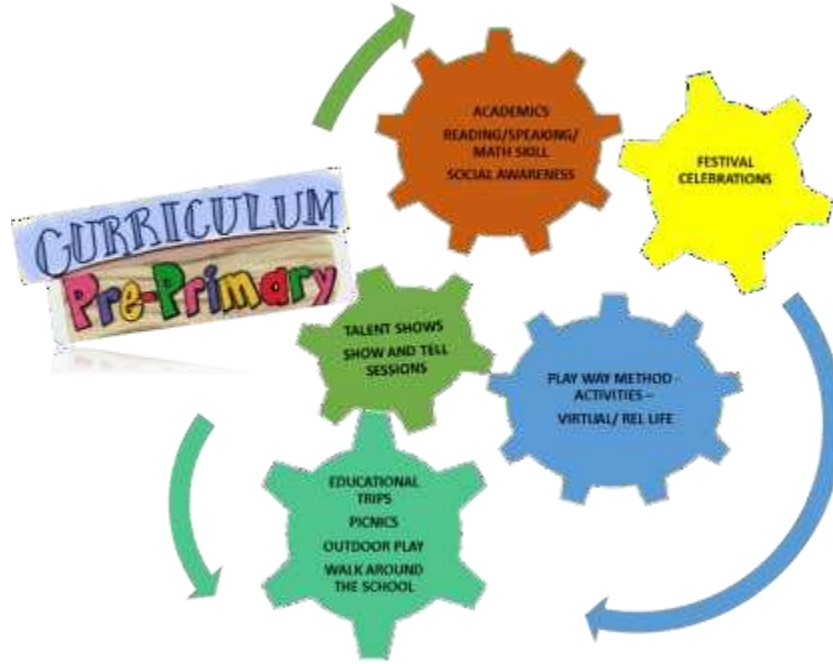 CURRICULUM
Pre-Primary
ACADEMICS
READING/SPEAKING/
MATH SKILL
SOCIAL AWARENESS
FESTIVAL
CELEBRATIONS
TALENT SHOWS
SHOW AND TELL
SESSIONS
PLAY WAY METHOD -
ACTIVITIES –
VIRTUAL/ REL LIFE
EDUCATIONAL
TRIPS
PICNICS
OUTDOOR PLAY
WALK AROUND
THE SCHOOL